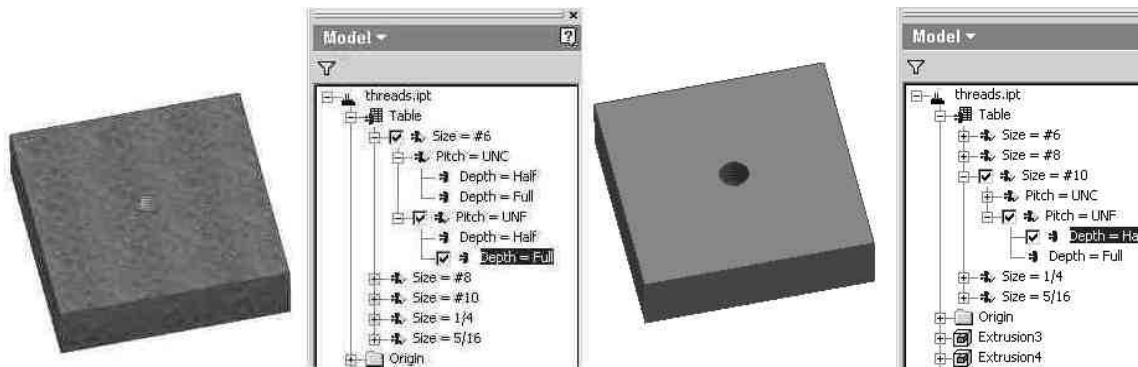 Model
threads.ipt
Table
Size = #6
Pitch = UNC
Depth = Half
Depth = Full
Pitch = UNF
Depth = Half
Depth = Full
Size = #8
Size = #10
Size = 1/4
Size = 5/16
Origin
Model
threads.ipt
Table
Size = #6
Size = #8
Size = #10
Pitch = UNC
Pitch = UNF
Depth = Ha
Depth = Full
Size = 1/4
Size = 5/16
Origin
Extrusion3
Extrusion4